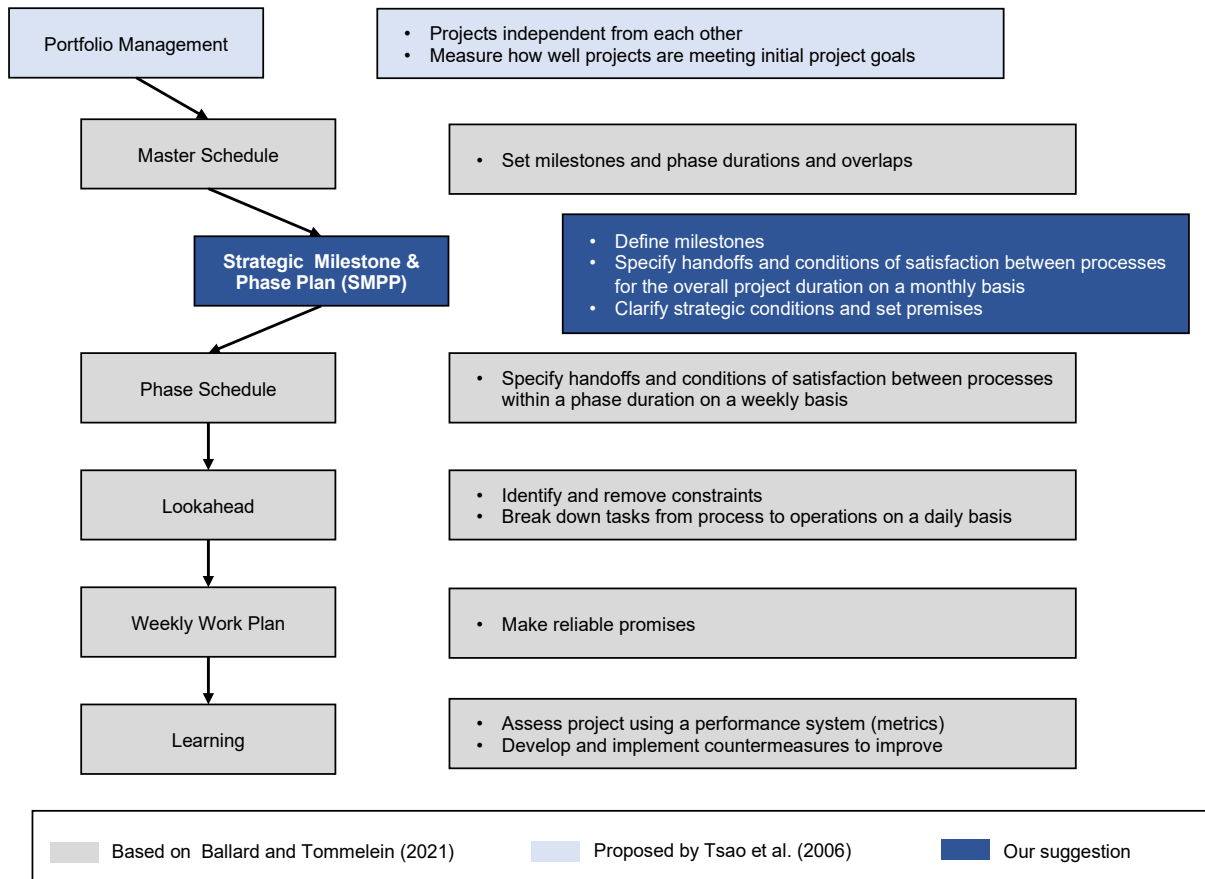 Portfolio Management
• Projects independent from each other
• Measure how well projects are meeting initial project goals
Master Schedule
• Set milestones and phase durations and overlaps
Strategic Milestone &
Phase Plan (SMPP)
• Define milestones
• Specify handoffs and conditions of satisfaction between processes
for the overall project duration on a monthly basis
• Clarify strategic conditions and set premises
Phase Schedule
• Specify handoffs and conditions of satisfaction between processes
within a phase duration on a weekly basis
Lookahead
• Identify and remove constraints
• Break down tasks from process to operations on a daily basis
Weekly Work Plan
• Make reliable promises
Learning
• Assess project using a performance system (metrics)
• Develop and implement countermeasures to improve
Based on Ballard and Tommelein (2021)
Proposed by Tsao et al. (2006)
Our suggestion